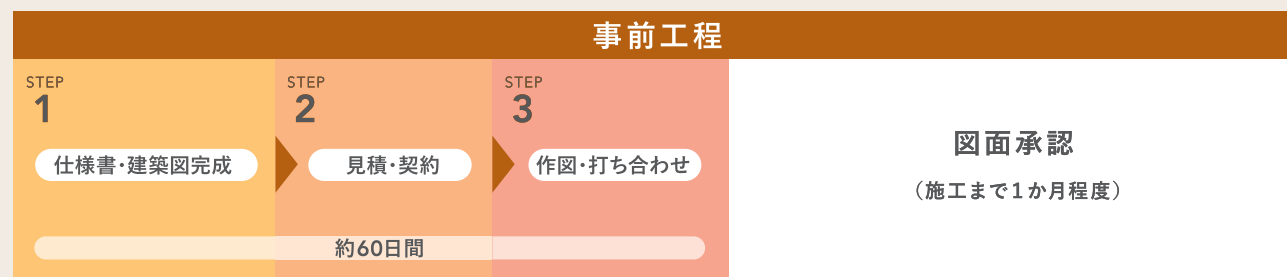 事前工程
STEP
1
仕様書・建築図完成
STEP
2
見積・契約
STEP
3
作図・打ち合わせ
約60日間
図面承認
（施工まで1か月程度）